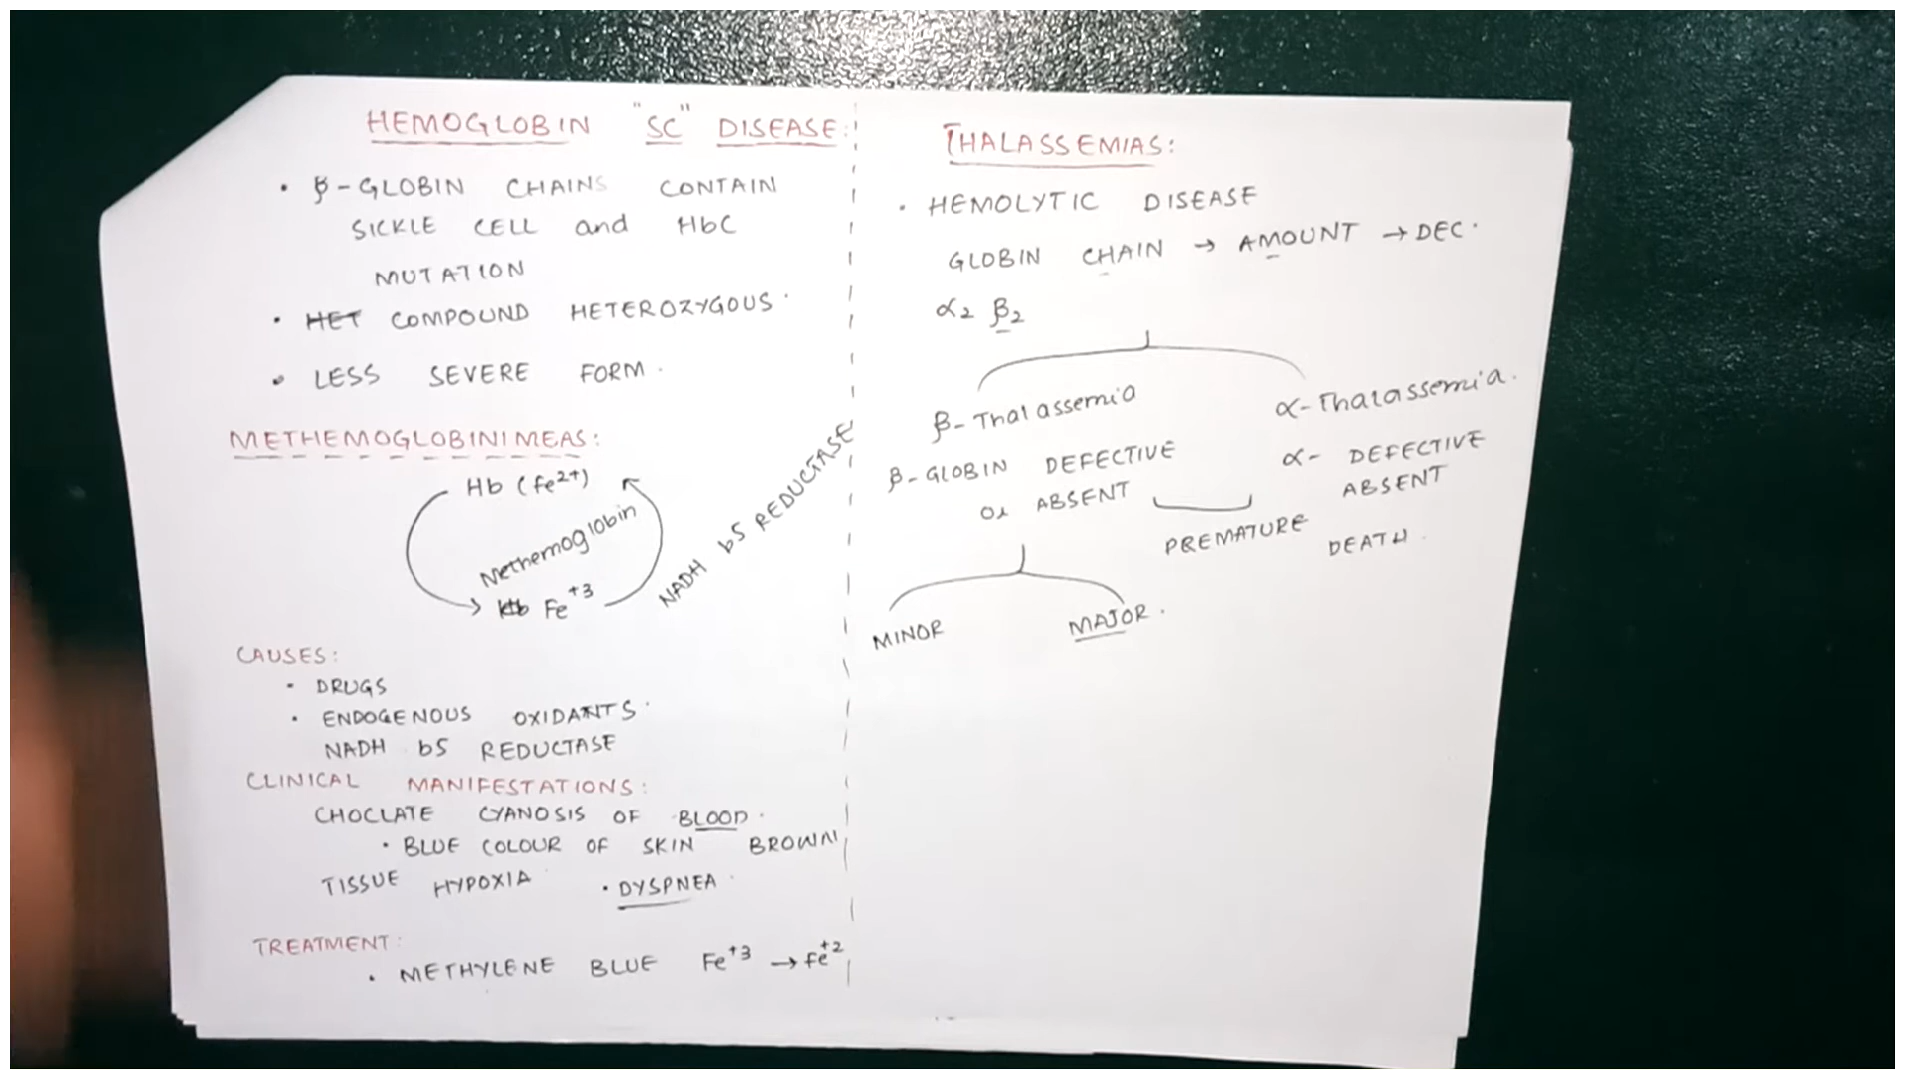 HEMOGLOBIN "SC" DISEASE:
• β-GLOBIN CHAINS CONTAIN
SICKLE CELL and HbC
MUTATION
• HET COMPOUND HETEROZYGOUS.
• LESS SEVERE FORM.
METHEMOGLOBINIMEAS:
Hb (Fe2+)
Methemoglobin
Hb Fe+3
NADH b5 REDUCTASE
CAUSES:
• DRUGS
• ENDOGENOUS OXIDANTS.
NADH b5 REDUCTASE
CLINICAL MANIFESTATIONS:
CHOCLATE CYANOSIS OF BLOOD.
• BLUE COLOUR OF SKIN BROWN
TISSUE HYPOXIA • DYSPNEA
TREATMENT:
• METHYLENE BLUE Fe+3 → Fe+2
THALASSEMIAS:
• HEMOLYTIC DISEASE
GLOBIN CHAIN → AMOUNT → DEC.
α2 β2
β-Thalassemia
α-Thalassemia.
β-GLOBIN DEFECTIVE
Or ABSENT
α- DEFECTIVE
ABSENT
PREMATURE DEATH.
MINOR
MAJOR.